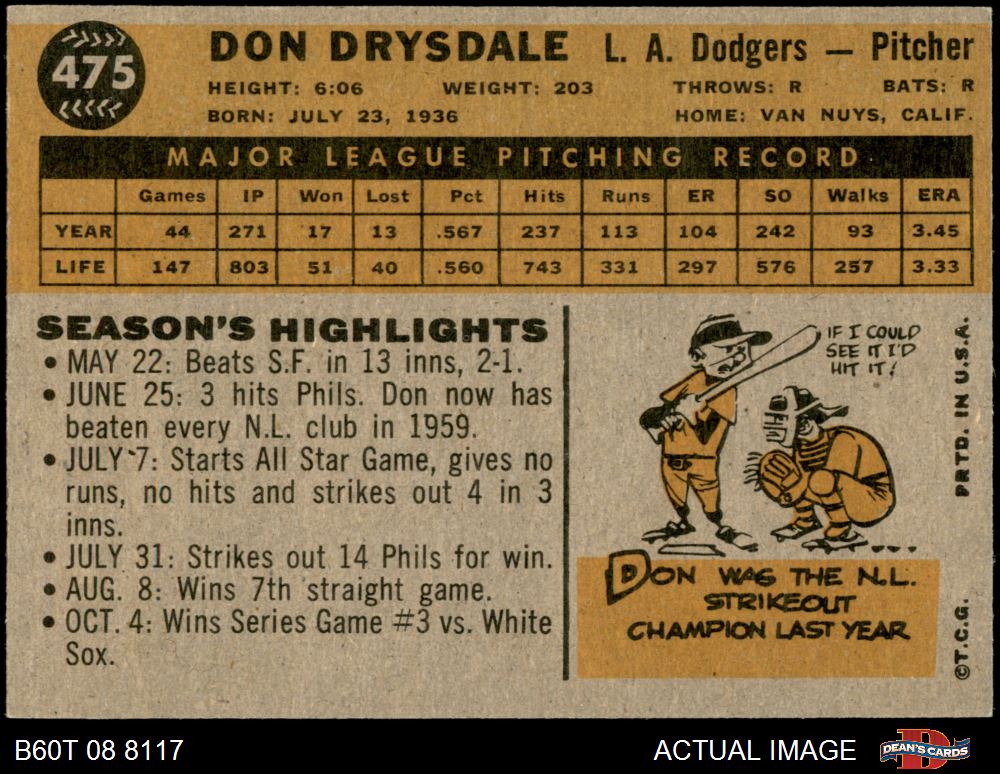 475
DON DRYSDALE L. A. Dodgers — Pitcher
HEIGHT: 6:06 WEIGHT: 203 THROWS: R BATS: R
BORN: JULY 23, 1936 HOME: VAN NUYS, CALIF.
MAJOR LEAGUE PITCHING RECORD
Games IP Won Lost Pct Hits Runs ER SO Walks ERA
YEAR 44 271 17 13 .567 237 113 104 242 93 3.45
LIFE 147 803 51 40 .560 743 331 297 576 257 3.33
SEASON'S HIGHLIGHTS
• MAY 22: Beats S.F. in 13 inns, 2-1.
• JUNE 25: 3 hits Phils. Don now has
beaten every N.L. club in 1959.
• JULY 7: Starts All Star Game, gives no
runs, no hits and strikes out 4 in 3
inns.
• JULY 31: Strikes out 14 Phils for win.
• AUG. 8: Wins 7th straight game.
• OCT. 4: Wins Series Game #3 vs. White
Sox.
IF I COULD
SEE IT I'D
HIT IT!
DON WAS THE N.L.
STRIKEOUT
CHAMPION LAST YEAR
©T.C.G. PRTD. IN U.S.A.
B60T 08 8117 ACTUAL IMAGE DEAN'S CARDS